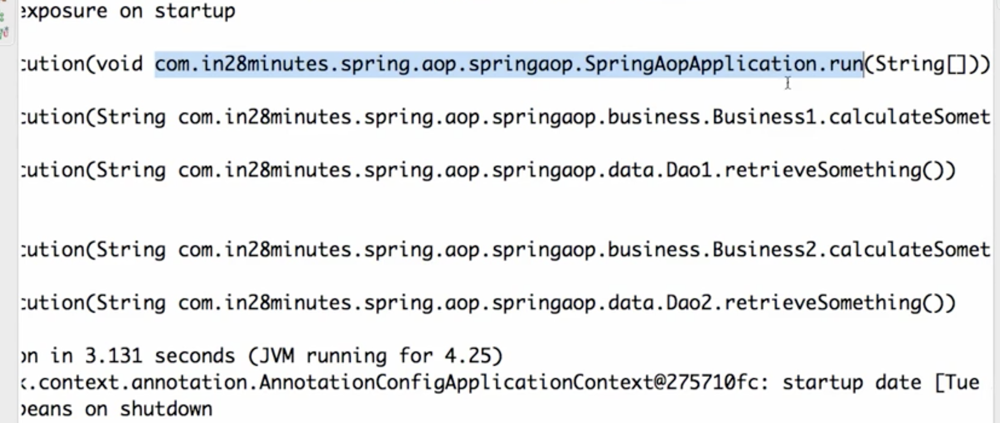 exposure on startup
cution(void com.in28minutes.spring.aop.springaop.SpringAopApplication.run(String[]))
cution(String com.in28minutes.spring.aop.springaop.business.Business1.calculateSomet
cution(String com.in28minutes.spring.aop.springaop.data.Dao1.retrieveSomething())
cution(String com.in28minutes.spring.aop.springaop.business.Business2.calculateSomet
cution(String com.in28minutes.spring.aop.springaop.data.Dao2.retrieveSomething())
on in 3.131 seconds (JVM running for 4.25)
k.context.annotation.AnnotationConfigApplicationContext@275710fc: startup date [Tue
beans on shutdown